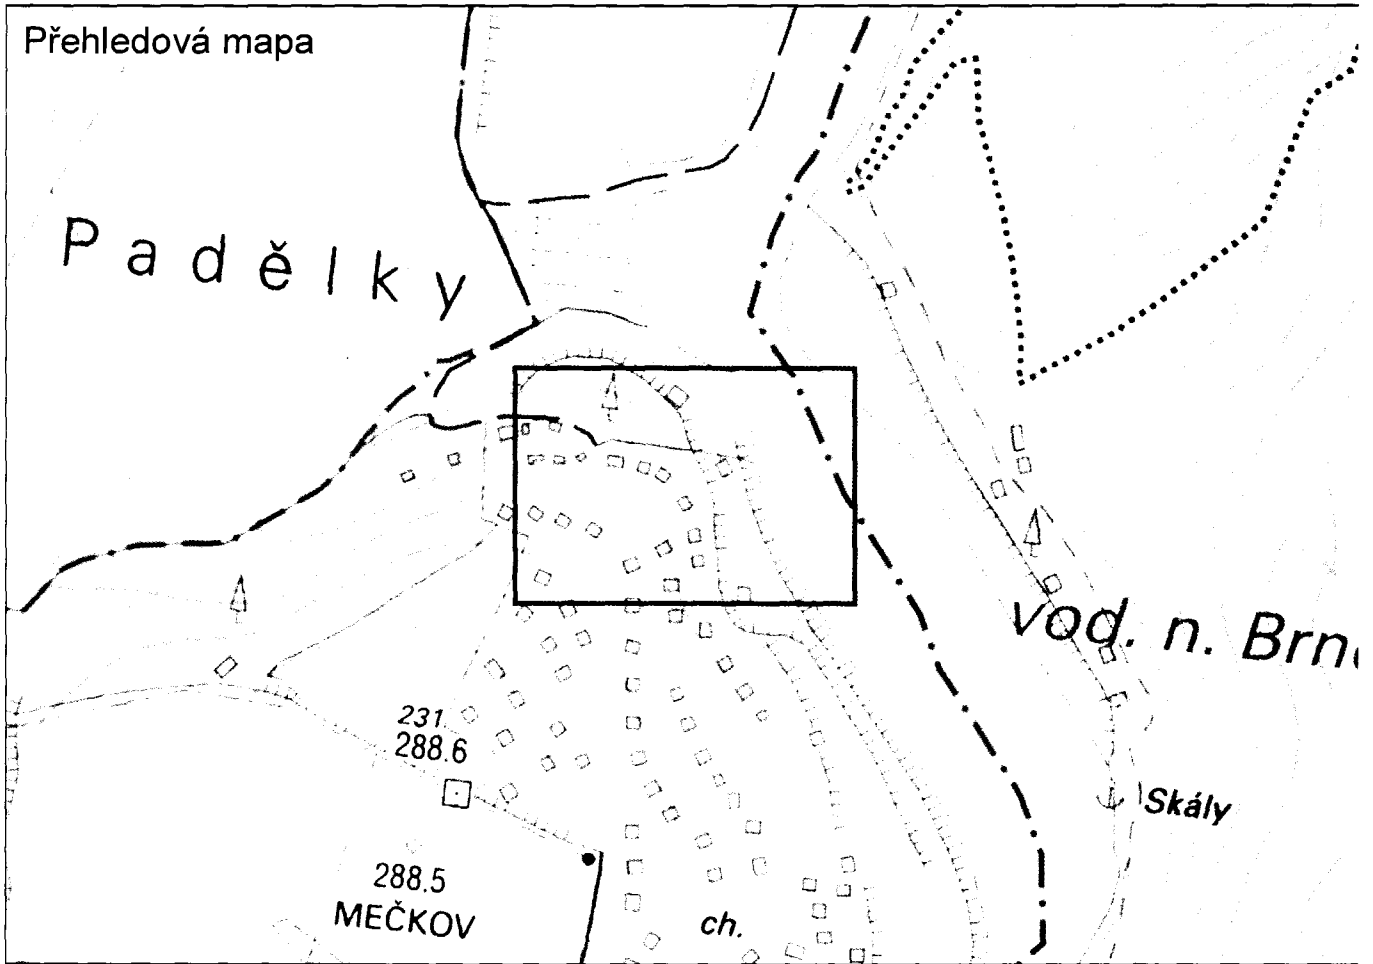 Přehledová mapa
Padělky
vod. n. Brn
231.
288.6
Skály
288.5
MEČKOV
ch.